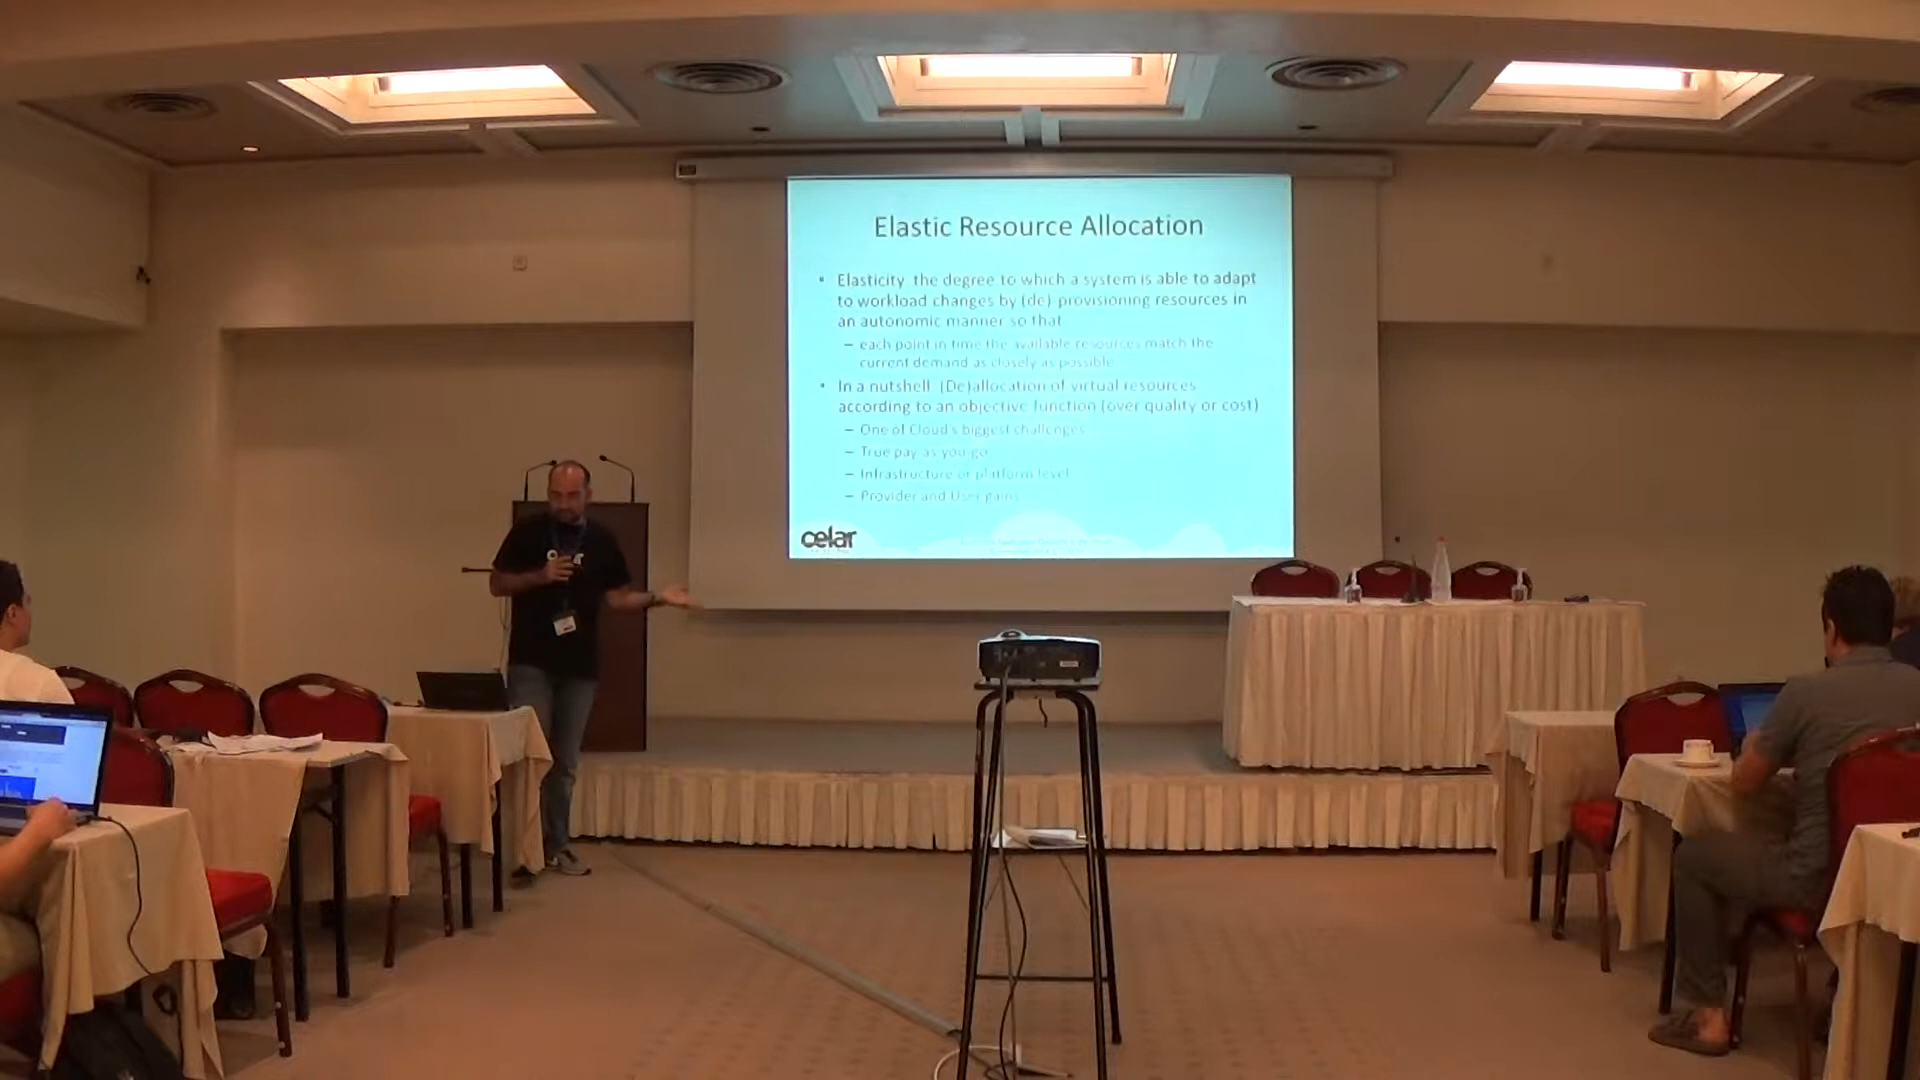 Elastic Resource Allocation
• Elasticity the degree to which a system is able to adapt
to workload changes by (de) provisioning resources in
an autonomic manner so that
– each point in time the available resources match the
current demand as closely as possible
• In a nutshell (De)allocation of virtual resources
according to an objective function (over quality or cost)
– One of Cloud's biggest challenges
– True pay as you go
– Infrastructure or platform level
– Provider and User gains
celar